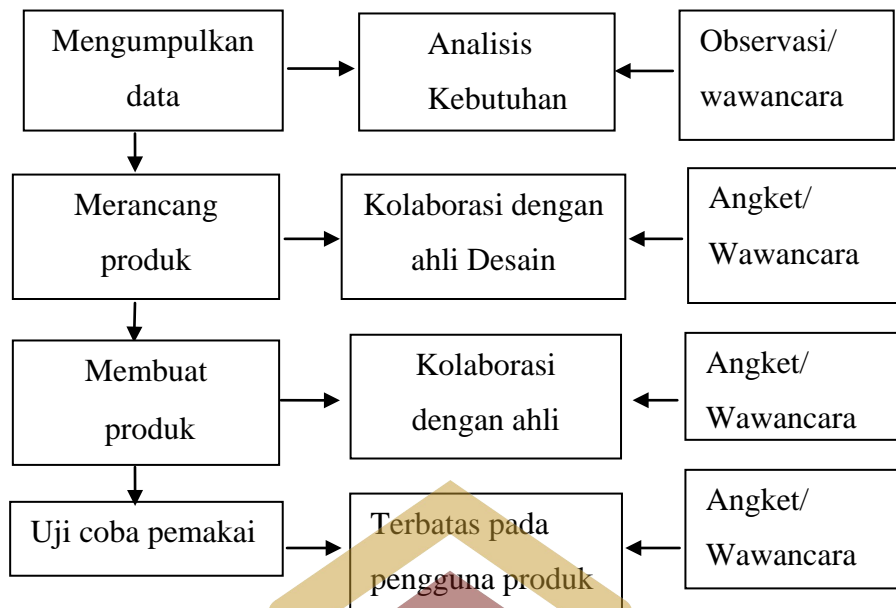 Mengumpulkan
data
Analisis
Kebutuhan
Observasi/
wawancara
Merancang
produk
Kolaborasi dengan
ahli Desain
Angket/
Wawancara
Membuat
produk
Kolaborasi
dengan ahli
Angket/
Wawancara
Uji coba pemakai
Terbatas pada
pengguna produk
Angket/
Wawancara